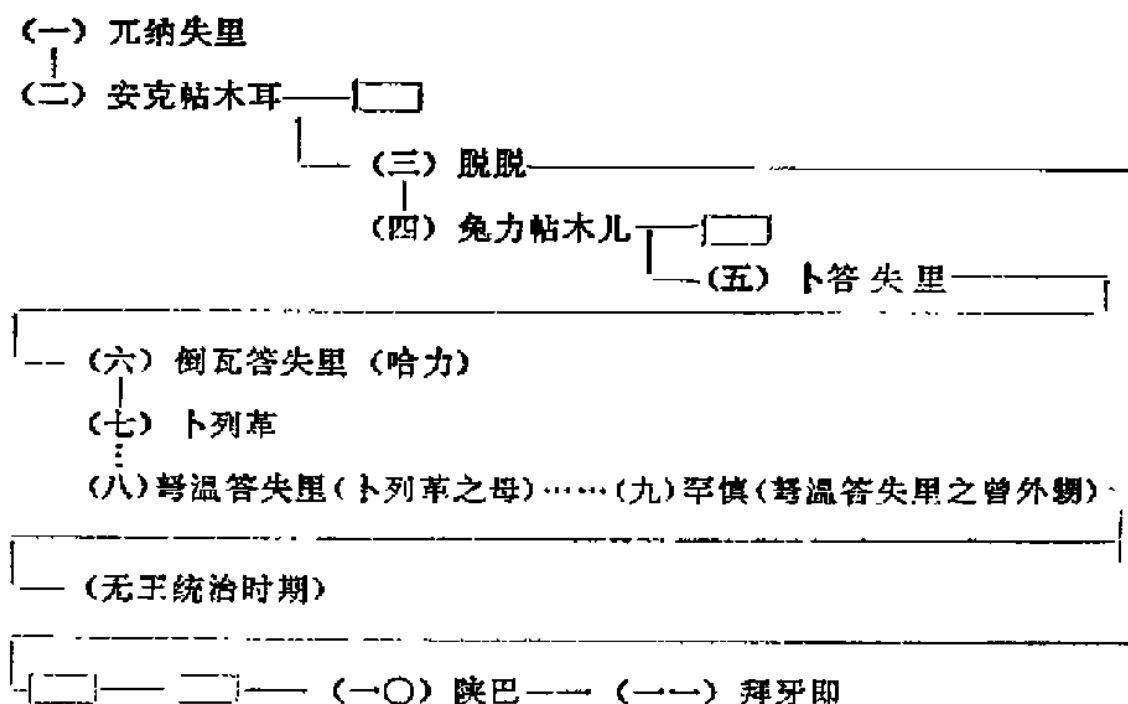 (一) 兀纳失里
(二) 安克帖木耳
(三) 脱脱
(四) 兔力帖木儿
(五) 卜答失里
(六) 倒瓦答失里 (哈力)
(七) 卜列革
(八) 弩温答失里(卜列革之母)……(九) 罕慎(弩温答失里之曾外甥)
(无王统治时期)
(一〇) 陕巴 (一一) 拜牙即